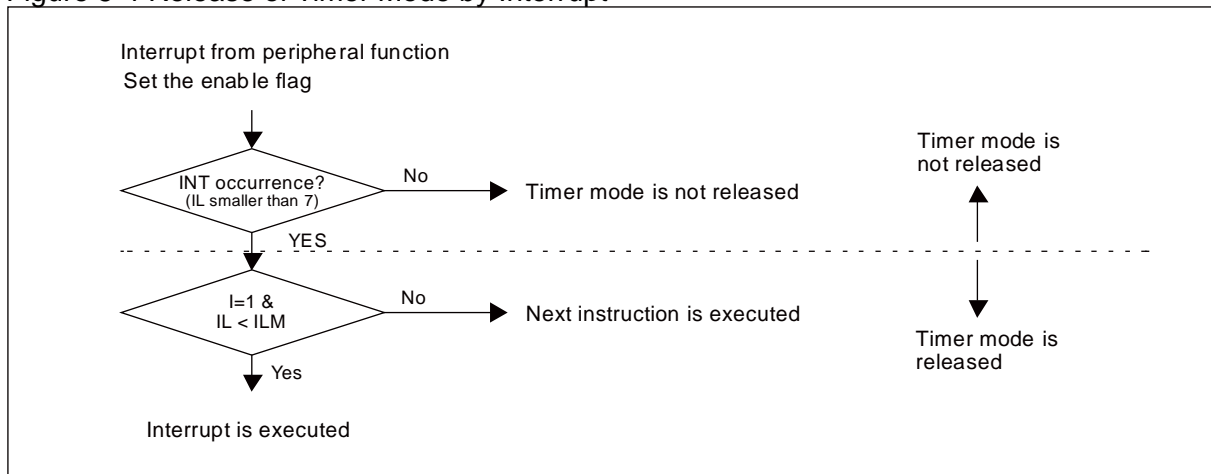 Interrupt from peripheral function
Set the enable flag
INT occurrence?
(IL smaller than 7)
No
Timer mode is not released
Timer mode is
not released
YES
I=1 &
IL < ILM
No
Next instruction is executed
Timer mode is
released
Yes
Interrupt is executed